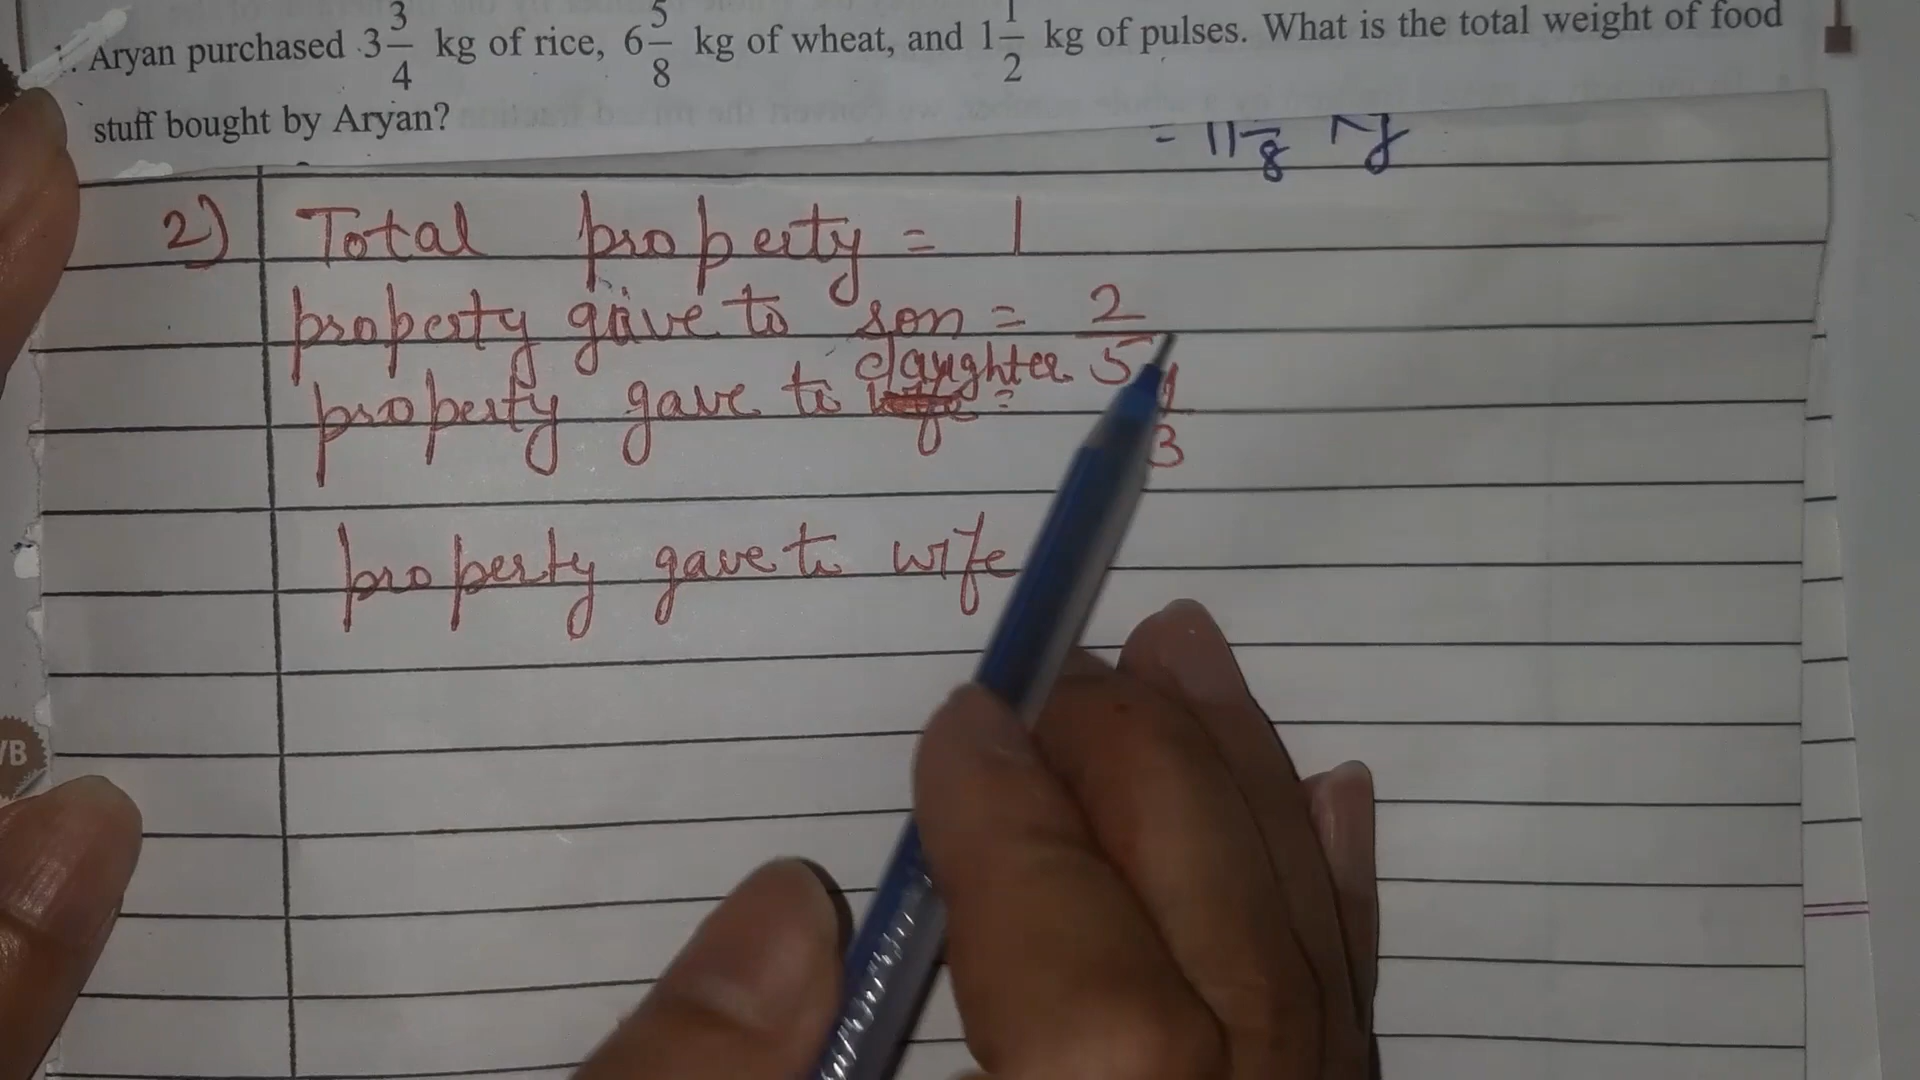 Aryan purchased 3 3/4 kg of rice, 6 5/8 kg of wheat, and 1 1/2 kg of pulses. What is the total weight of food
stuff bought by Aryan?
= 11 /8 Kg
2) Total property = 1
property gave to son = 2/5
property gave to daughter = 1/3
property gave to wife
VB